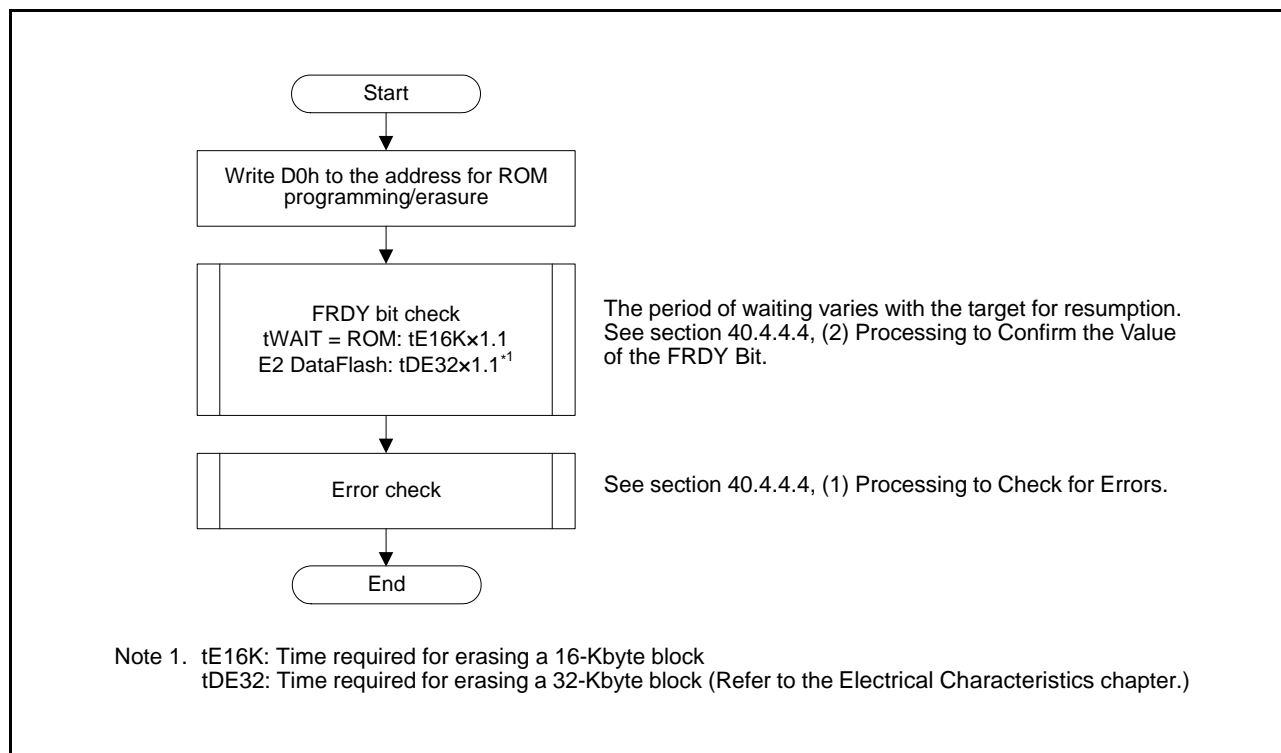 Start
Write D0h to the address for ROM
programming/erasure
FRDY bit check
tWAIT = ROM: tE16K×1.1
E2 DataFlash: tDE32×1.1*1
The period of waiting varies with the target for resumption.
See section 40.4.4.4, (2) Processing to Confirm the Value
of the FRDY Bit.
Error check
See section 40.4.4.4, (1) Processing to Check for Errors.
End
Note 1. tE16K: Time required for erasing a 16-Kbyte block
tDE32: Time required for erasing a 32-Kbyte block (Refer to the Electrical Characteristics chapter.)